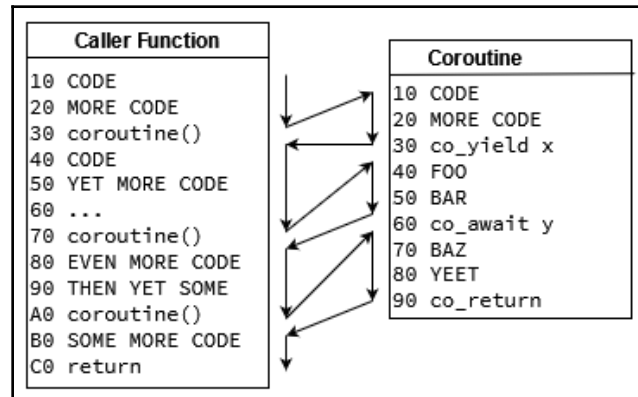 Caller Function
10 CODE
20 MORE CODE
30 coroutine()
40 CODE
50 YET MORE CODE
60 ...
70 coroutine()
80 EVEN MORE CODE
90 THEN YET SOME
A0 coroutine()
B0 SOME MORE CODE
C0 return
Coroutine
10 CODE
20 MORE CODE
30 co_yield x
40 FOO
50 BAR
60 co_await y
70 BAZ
80 YEET
90 co_return